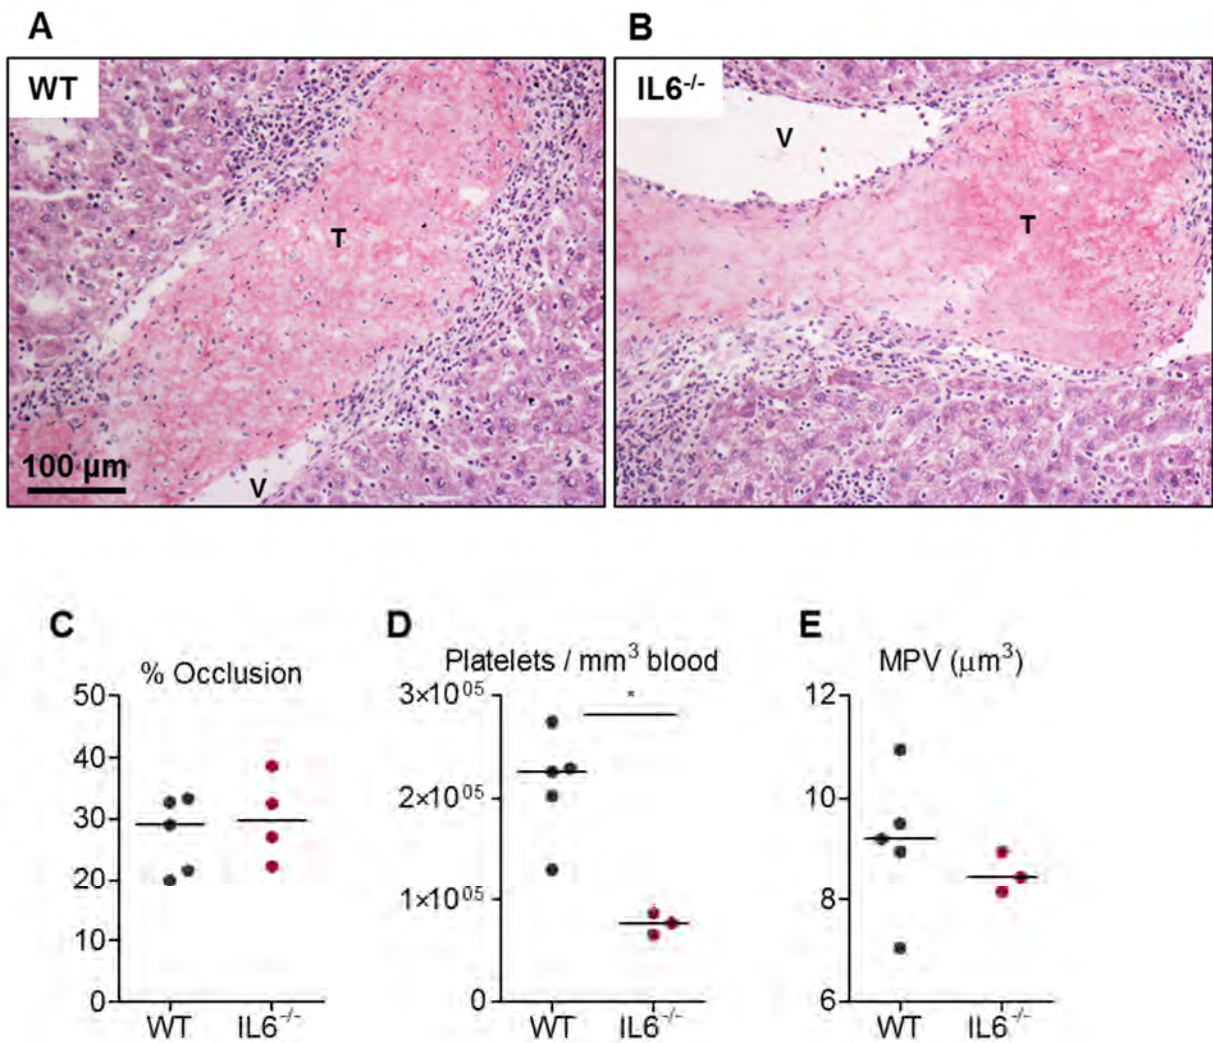 A
B
WT
IL6⁻/⁻
V
T
T
100 µm
V
C
D
E
% Occlusion
Platelets / mm³ blood
MPV (µm³)
50
40
30
20
10
0
WT
IL6⁻/⁻
3×10⁰⁵
2×10⁰⁵
1×10⁰⁵
0
*
WT
IL6⁻/⁻
12
10
8
6
WT
IL6⁻/⁻